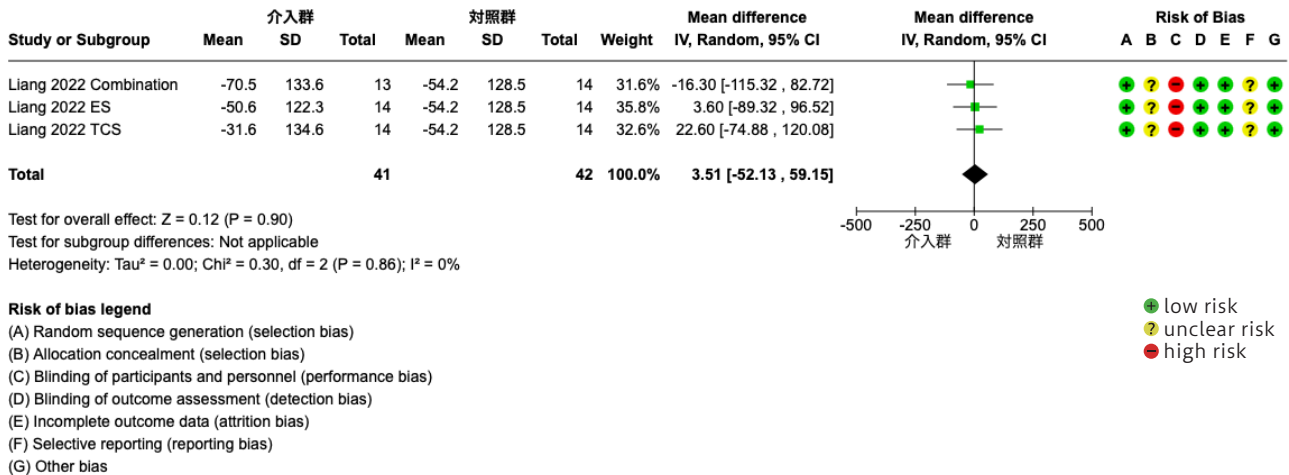 介入群 対照群 Mean difference Mean difference Risk of Bias
Study or Subgroup Mean SD Total Mean SD Total Weight IV, Random, 95% CI IV, Random, 95% CI A B C D E F G
Liang 2022 Combination -70.5 133.6 13 -54.2 128.5 14 31.6% -16.30 [-115.32 , 82.72] + ? − + + ? +
Liang 2022 ES -50.6 122.3 14 -54.2 128.5 14 35.8% 3.60 [-89.32 , 96.52] + ? − + + ? +
Liang 2022 TCS -31.6 134.6 14 -54.2 128.5 14 32.6% 22.60 [-74.88 , 120.08] + ? − + + ? +
Total 41 42 100.0% 3.51 [-52.13 , 59.15]
Test for overall effect: Z = 0.12 (P = 0.90)
Test for subgroup differences: Not applicable
Heterogeneity: Tau² = 0.00; Chi² = 0.30, df = 2 (P = 0.86); I² = 0%
-500 -250 0 250 500
介入群 対照群
Risk of bias legend
(A) Random sequence generation (selection bias)
(B) Allocation concealment (selection bias)
(C) Blinding of participants and personnel (performance bias)
(D) Blinding of outcome assessment (detection bias)
(E) Incomplete outcome data (attrition bias)
(F) Selective reporting (reporting bias)
(G) Other bias
+ low risk
? unclear risk
− high risk